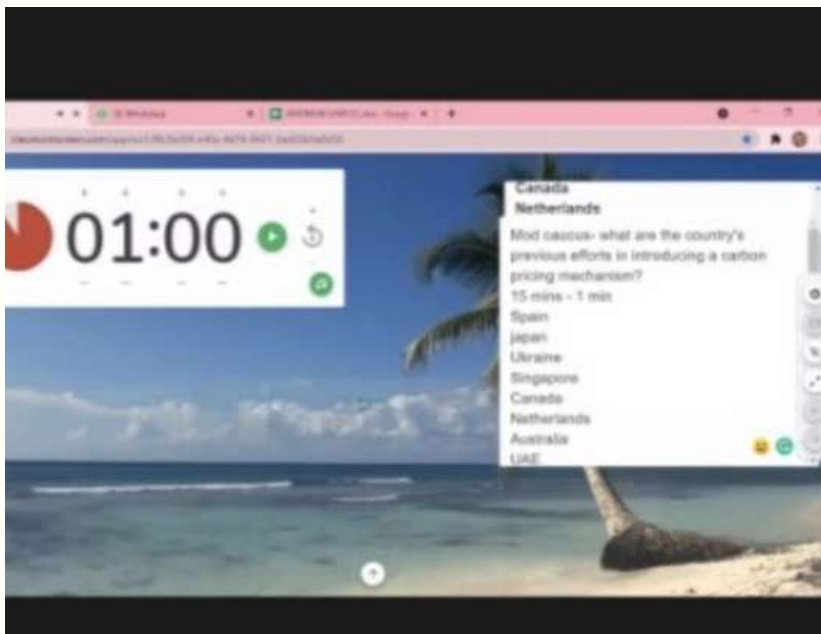 WhatsApp
01:00
Canada
Netherlands
Mod caucus- what are the country's
previous efforts in introducing a carbon
pricing mechanism?
15 mins - 1 min
Spain
japan
Ukraine
Singapore
Canada
Netherlands
Australia
UAE